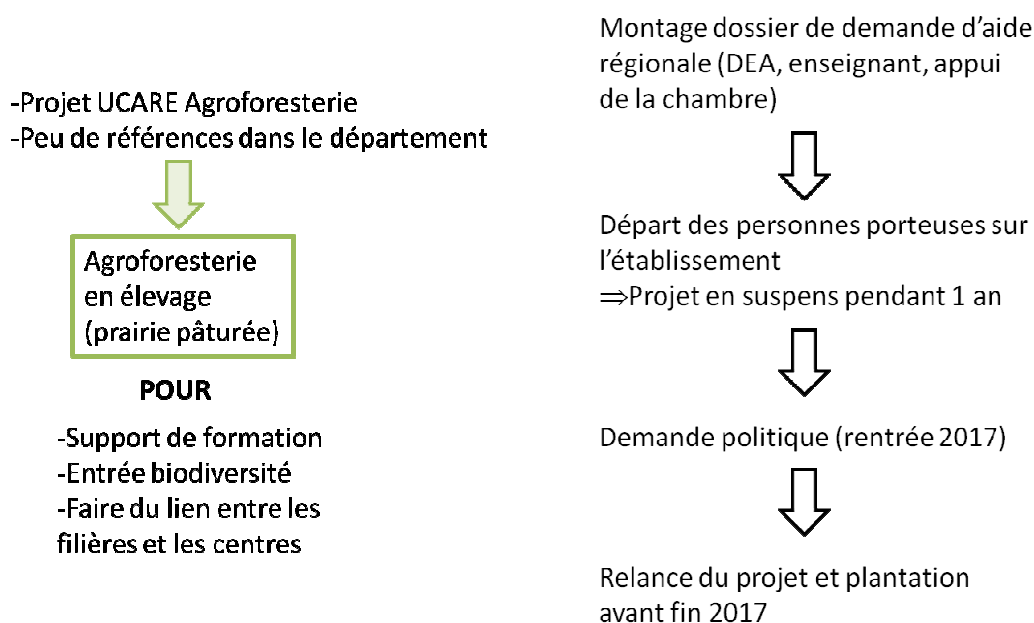 -Projet UCARE Agroforesterie
-Peu de références dans le département
Agroforesterie
en élevage
(prairie pâturée)
POUR
-Support de formation
-Entrée biodiversité
-Faire du lien entre les
filières et les centres
Montage dossier de demande d’aide
régionale (DEA, enseignant, appui
de la chambre)
Départ des personnes porteuses sur
l’établissement
⇒Projet en suspens pendant 1 an
Demande politique (rentrée 2017)
Relance du projet et plantation
avant fin 2017